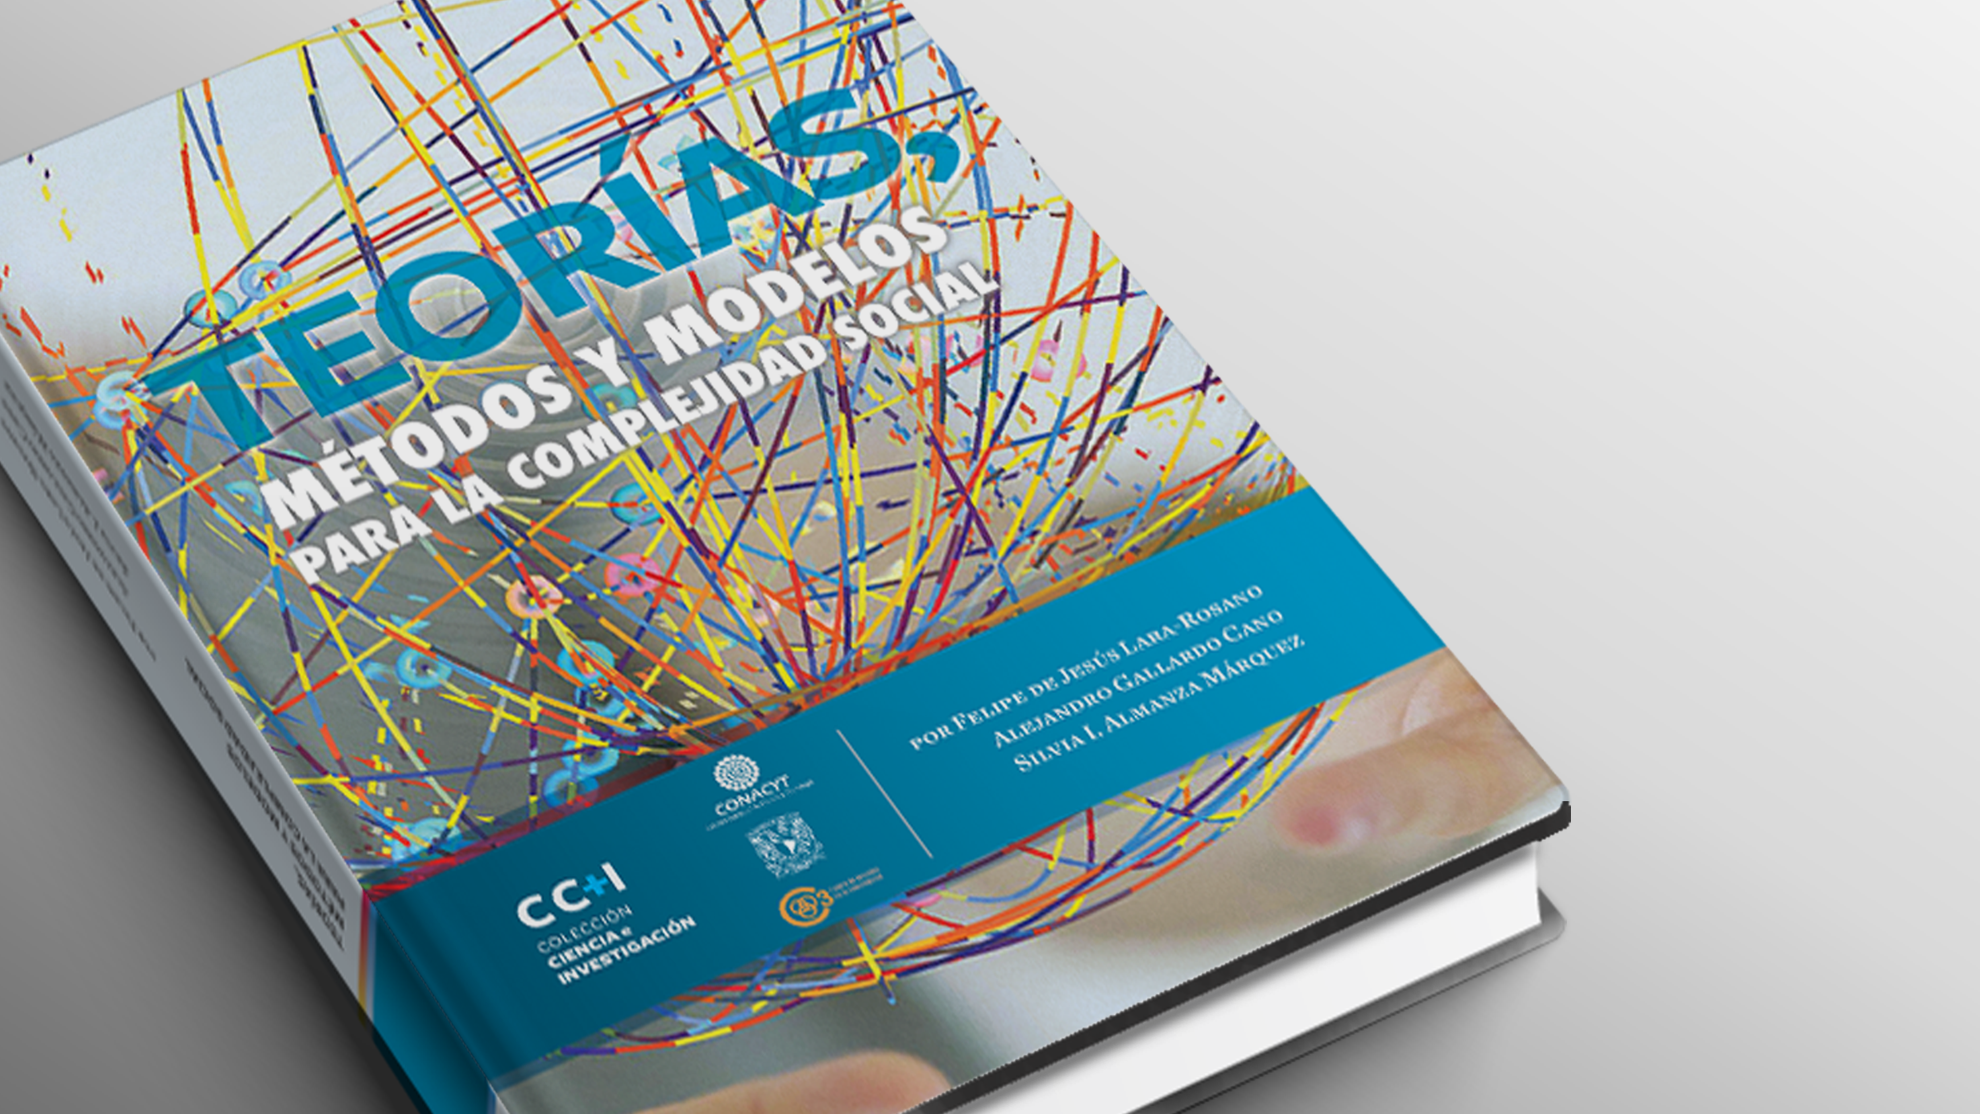 TEORÍAS,
MÉTODOS Y MODELOS
PARA LA COMPLEJIDAD SOCIAL
POR FELIPE DE JESÚS LARA-ROSANO
ALEJANDRO GALLARDO CANO
SILVIA I. ALMANZA MÁRQUEZ
CONACYT
CC+I
COLECCIÓN
CIENCIA e
INVESTIGACIÓN
C3